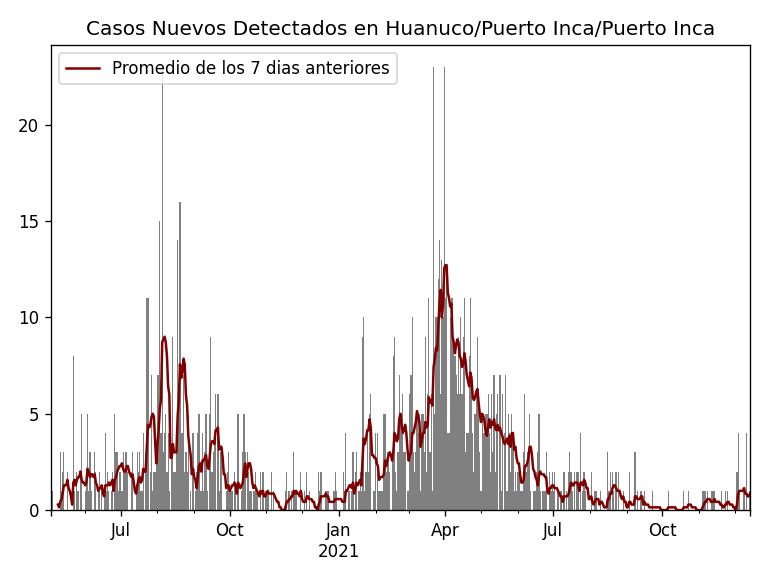 Casos Nuevos Detectados en Huanuco/Puerto Inca/Puerto Inca
Promedio de los 7 dias anteriores
20
15
10
5
0
Jul
Oct
Jan
2021
Apr
Jul
Oct